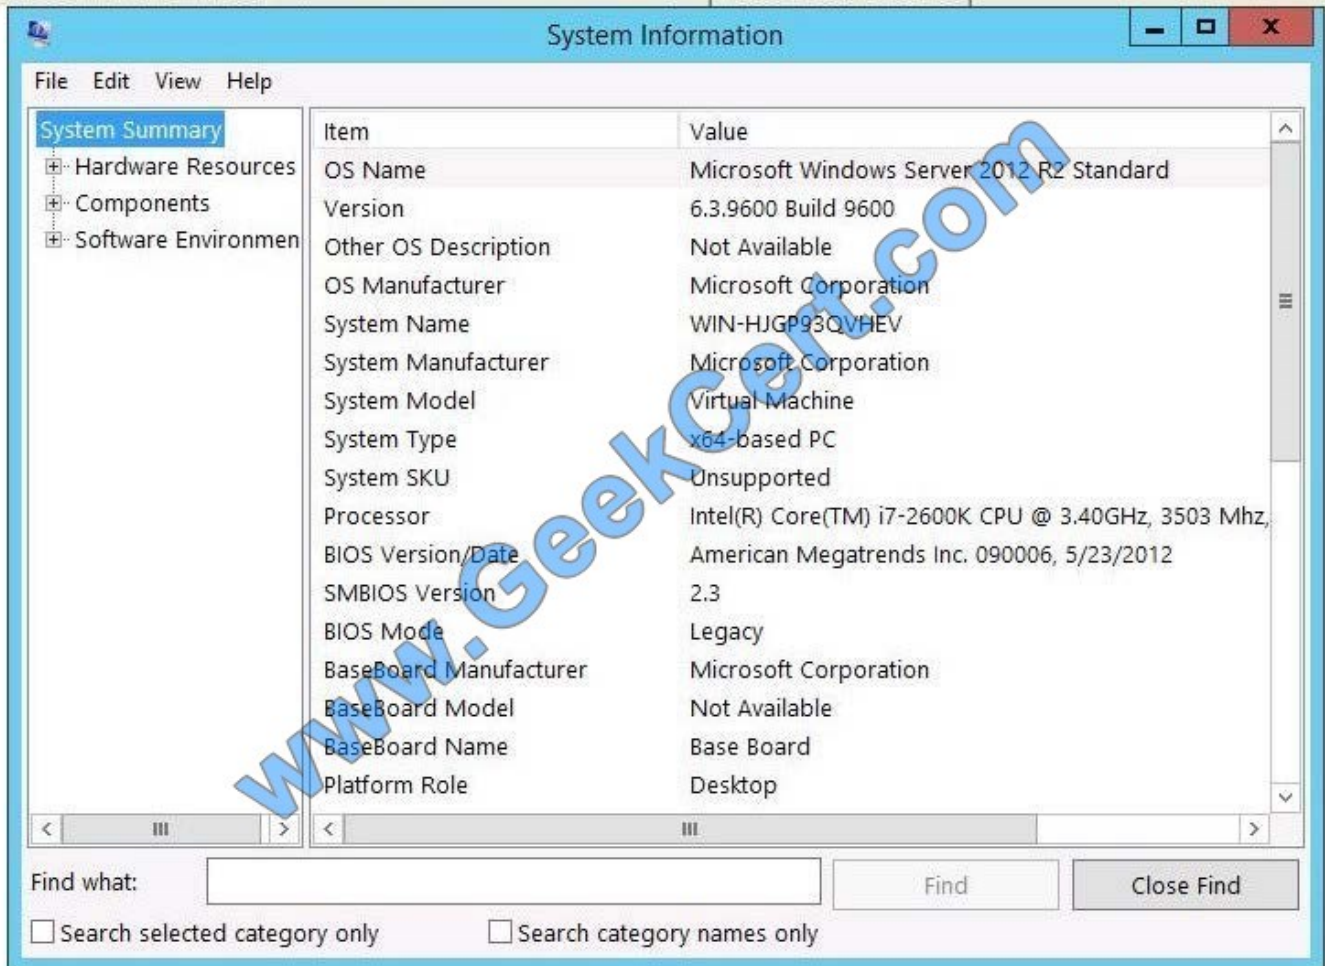 System Information
File Edit View Help
System Summary
Hardware Resources
Components
Software Environmen
Item Value
OS Name Microsoft Windows Server 2012 R2 Standard
Version 6.3.9600 Build 9600
Other OS Description Not Available
OS Manufacturer Microsoft Corporation
System Name WIN-HJGP93QVHEV
System Manufacturer Microsoft Corporation
System Model Virtual Machine
System Type x64-based PC
System SKU Unsupported
Processor Intel(R) Core(TM) i7-2600K CPU @ 3.40GHz, 3503 Mhz,
BIOS Version/Date American Megatrends Inc. 090006, 5/23/2012
SMBIOS Version 2.3
BIOS Mode Legacy
BaseBoard Manufacturer Microsoft Corporation
BaseBoard Model Not Available
BaseBoard Name Base Board
Platform Role Desktop
www.GeekCert.com
Find what: Find Close Find
Search selected category only Search category names only